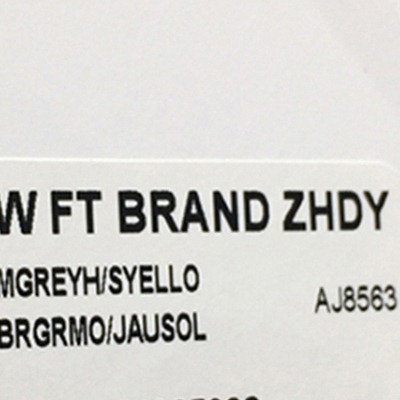 W FT BRAND ZHDY
MGREYH/SYELLO
AJ8563
BRGRMO/JAUSOL